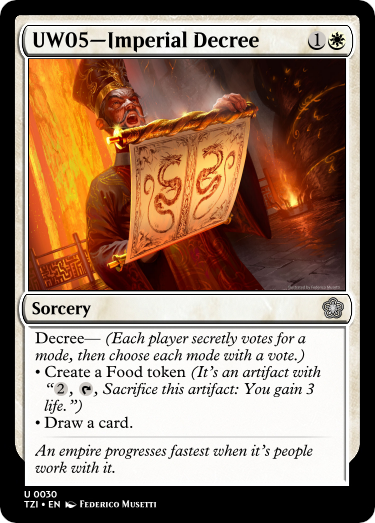 UW05—Imperial Decree 1
Sorcery
Decree— (Each player secretly votes for a
mode, then choose each mode with a vote.)
• Create a Food token (It's an artifact with
“2, , Sacrifice this artifact: You gain 3
life.”)
• Draw a card.
An empire progresses fastest when it's people
work with it.
U 0030
TZI • EN Federico Musetti